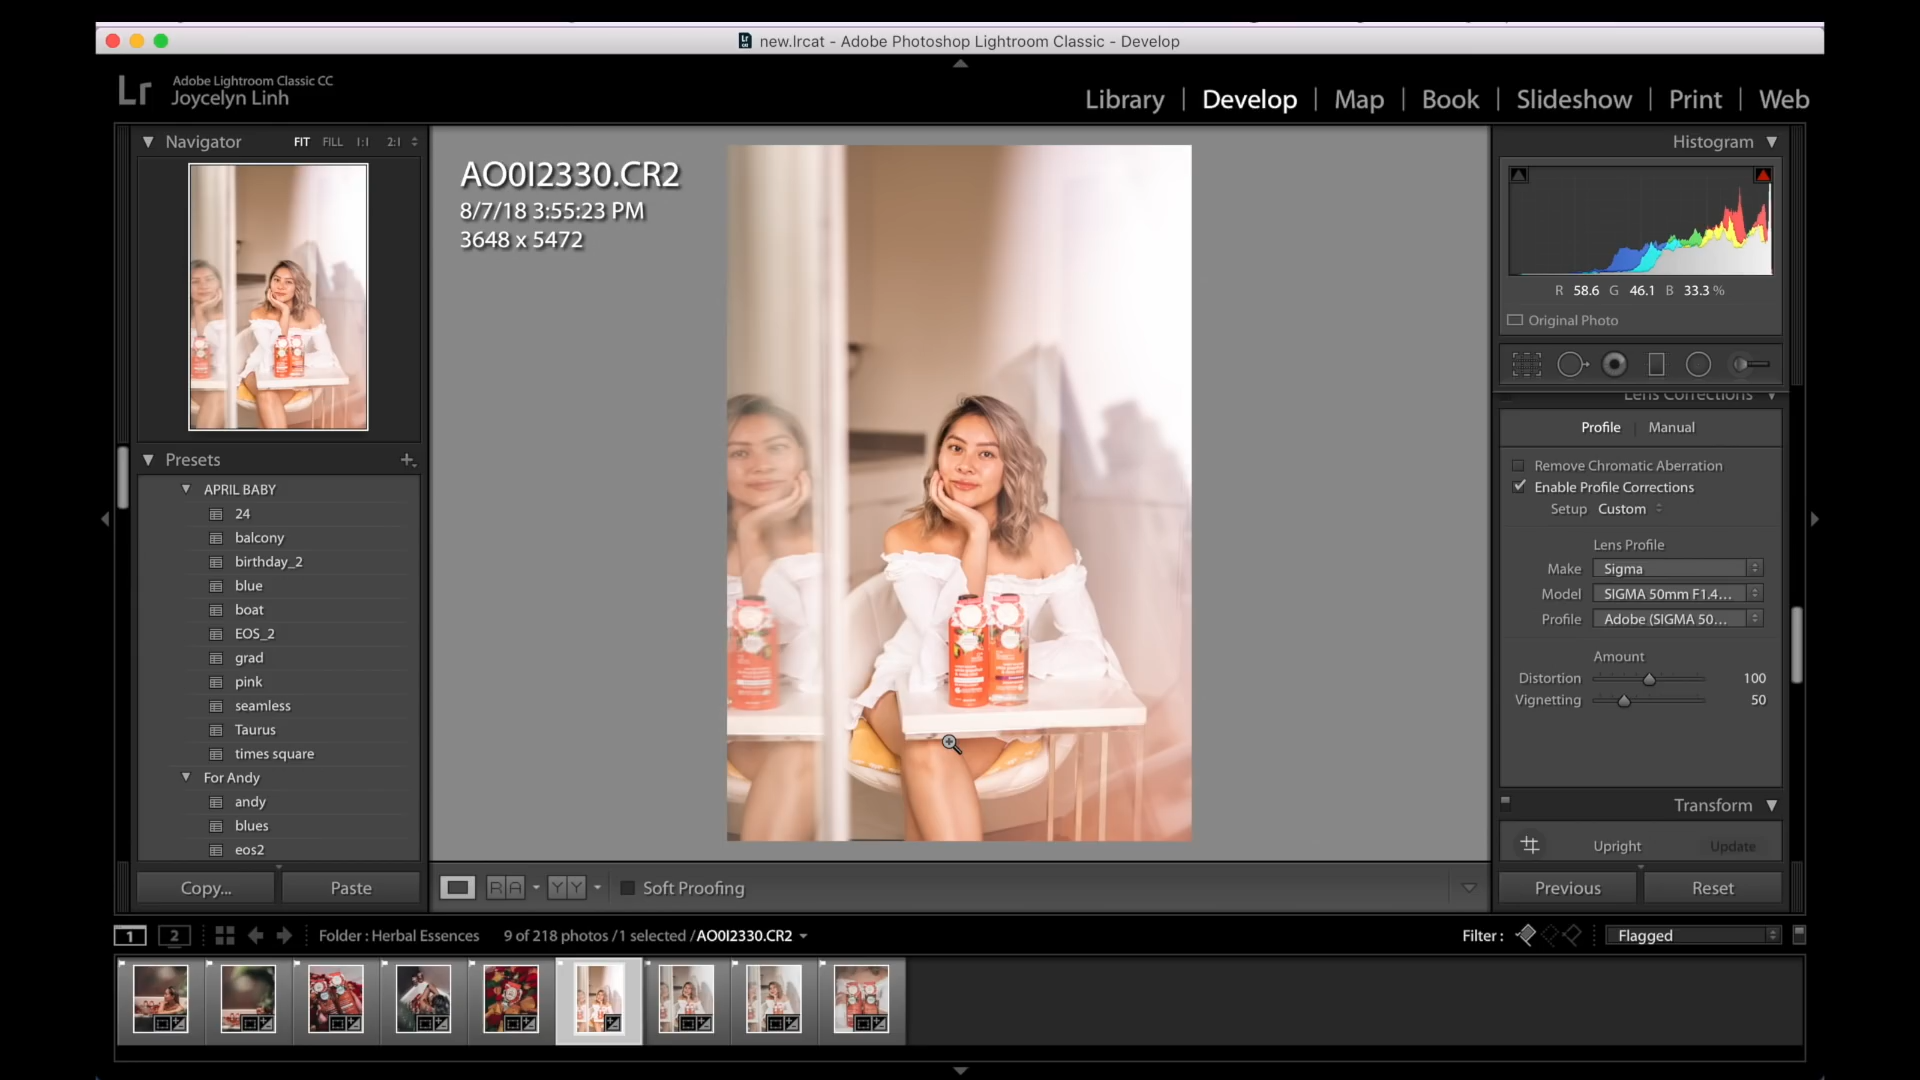 new.lrcat - Adobe Photoshop Lightroom Classic - Develop
Lr
Adobe Lightroom Classic CC
Joycelyn Linh
Library | Develop | Map | Book | Slideshow | Print | Web
Navigator FIT FILL 1:1 2:1
AO0I2330.CR2
8/7/18 3:55:23 PM
3648 x 5472
Presets
APRIL BABY
24
balcony
birthday_2
blue
boat
EOS_2
grad
pink
seamless
Taurus
times square
For Andy
andy
blues
eos2
Copy... Paste
R A Y Y Soft Proofing
Histogram
R 58.6 G 46.1 B 33.3 %
Original Photo
Lens Corrections
Profile | Manual
Remove Chromatic Aberration
Enable Profile Corrections
Setup Custom
Lens Profile
Make Sigma
Model SIGMA 50mm F1.4...
Profile Adobe (SIGMA 50...
Amount
Distortion 100
Vignetting 50
Transform
Upright Update
Previous Reset
1 2 Folder : Herbal Essences 9 of 218 photos /1 selected /AO0I2330.CR2 Filter : Flagged